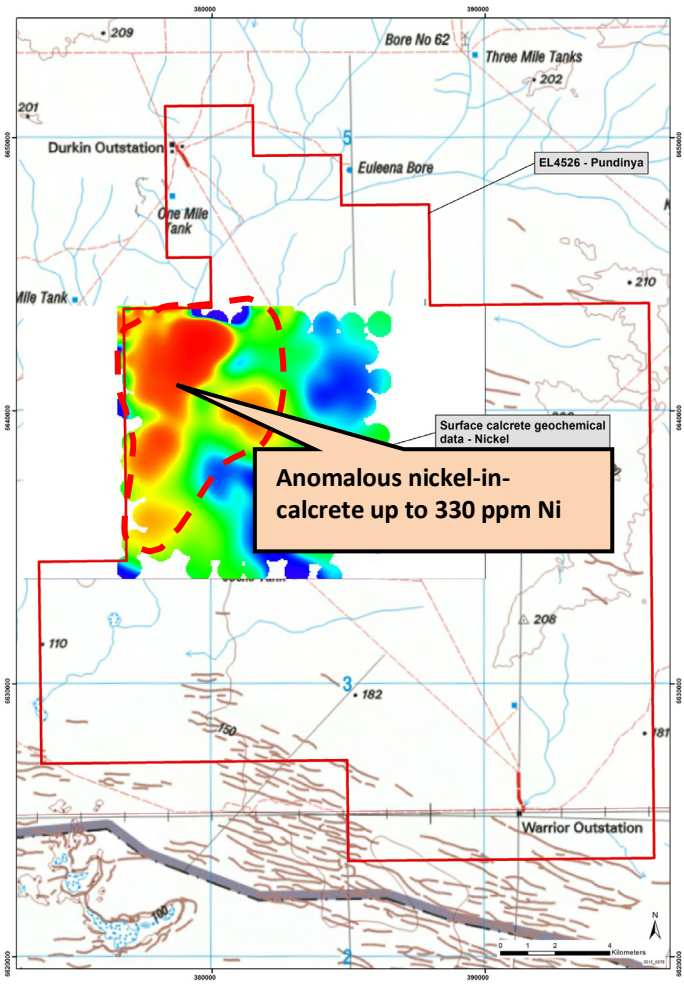 380000
390000
209
Bore No 62
Three Mile Tanks
202
201
6650000
6650000
5
Durkin Outstation
Euleena Bore
EL4526 - Pundinya
One Mile
Tank
210
Mile Tank
6640000
6640000
Surface calcrete geochemical
data - Nickel
Anomalous nickel-in-
calcrete up to 330 ppm Ni
208
110
6630000
6630000
3
182
150
181
Warrior Outstation
100
N
0 1 2 4
Kilometers
2
6620000
6620000
2012_0078
380000
390000